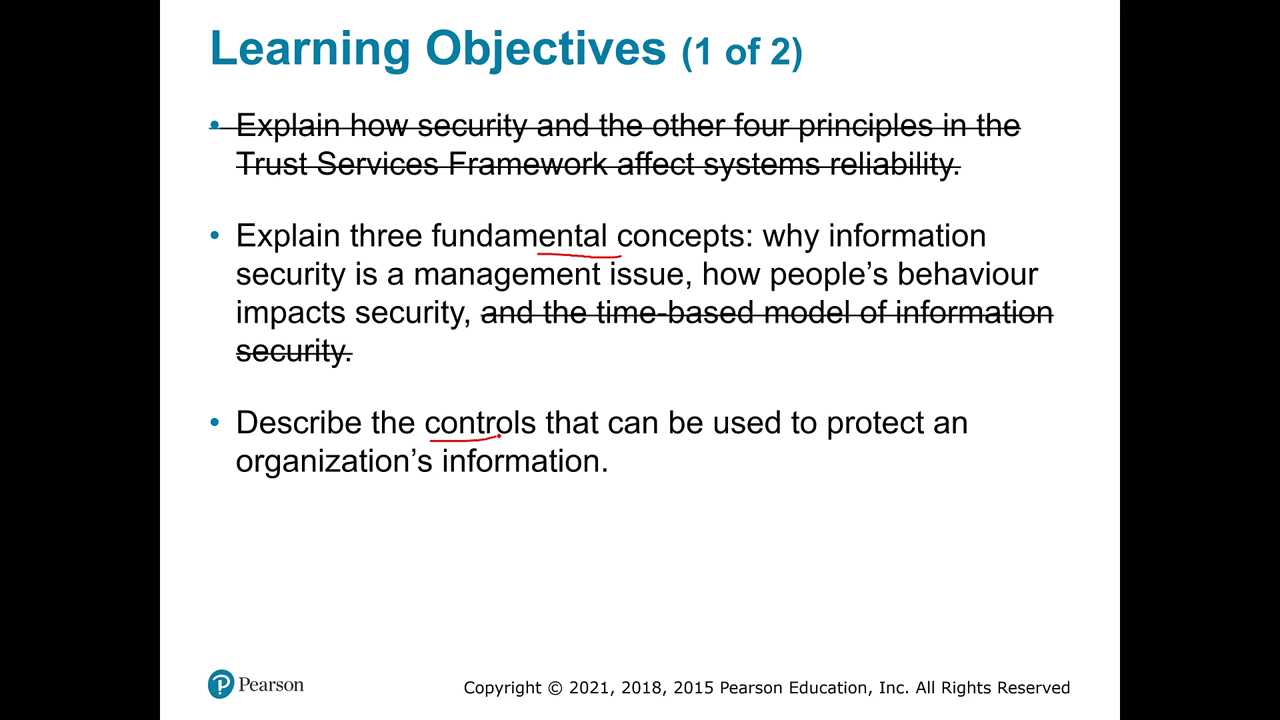 Learning Objectives (1 of 2)
• Explain how security and the other four principles in the
Trust Services Framework affect systems reliability.
• Explain three fundamental concepts: why information
security is a management issue, how people’s behaviour
impacts security, and the time-based model of information
security.
• Describe the controls that can be used to protect an
organization’s information.
Pearson
Copyright © 2021, 2018, 2015 Pearson Education, Inc. All Rights Reserved